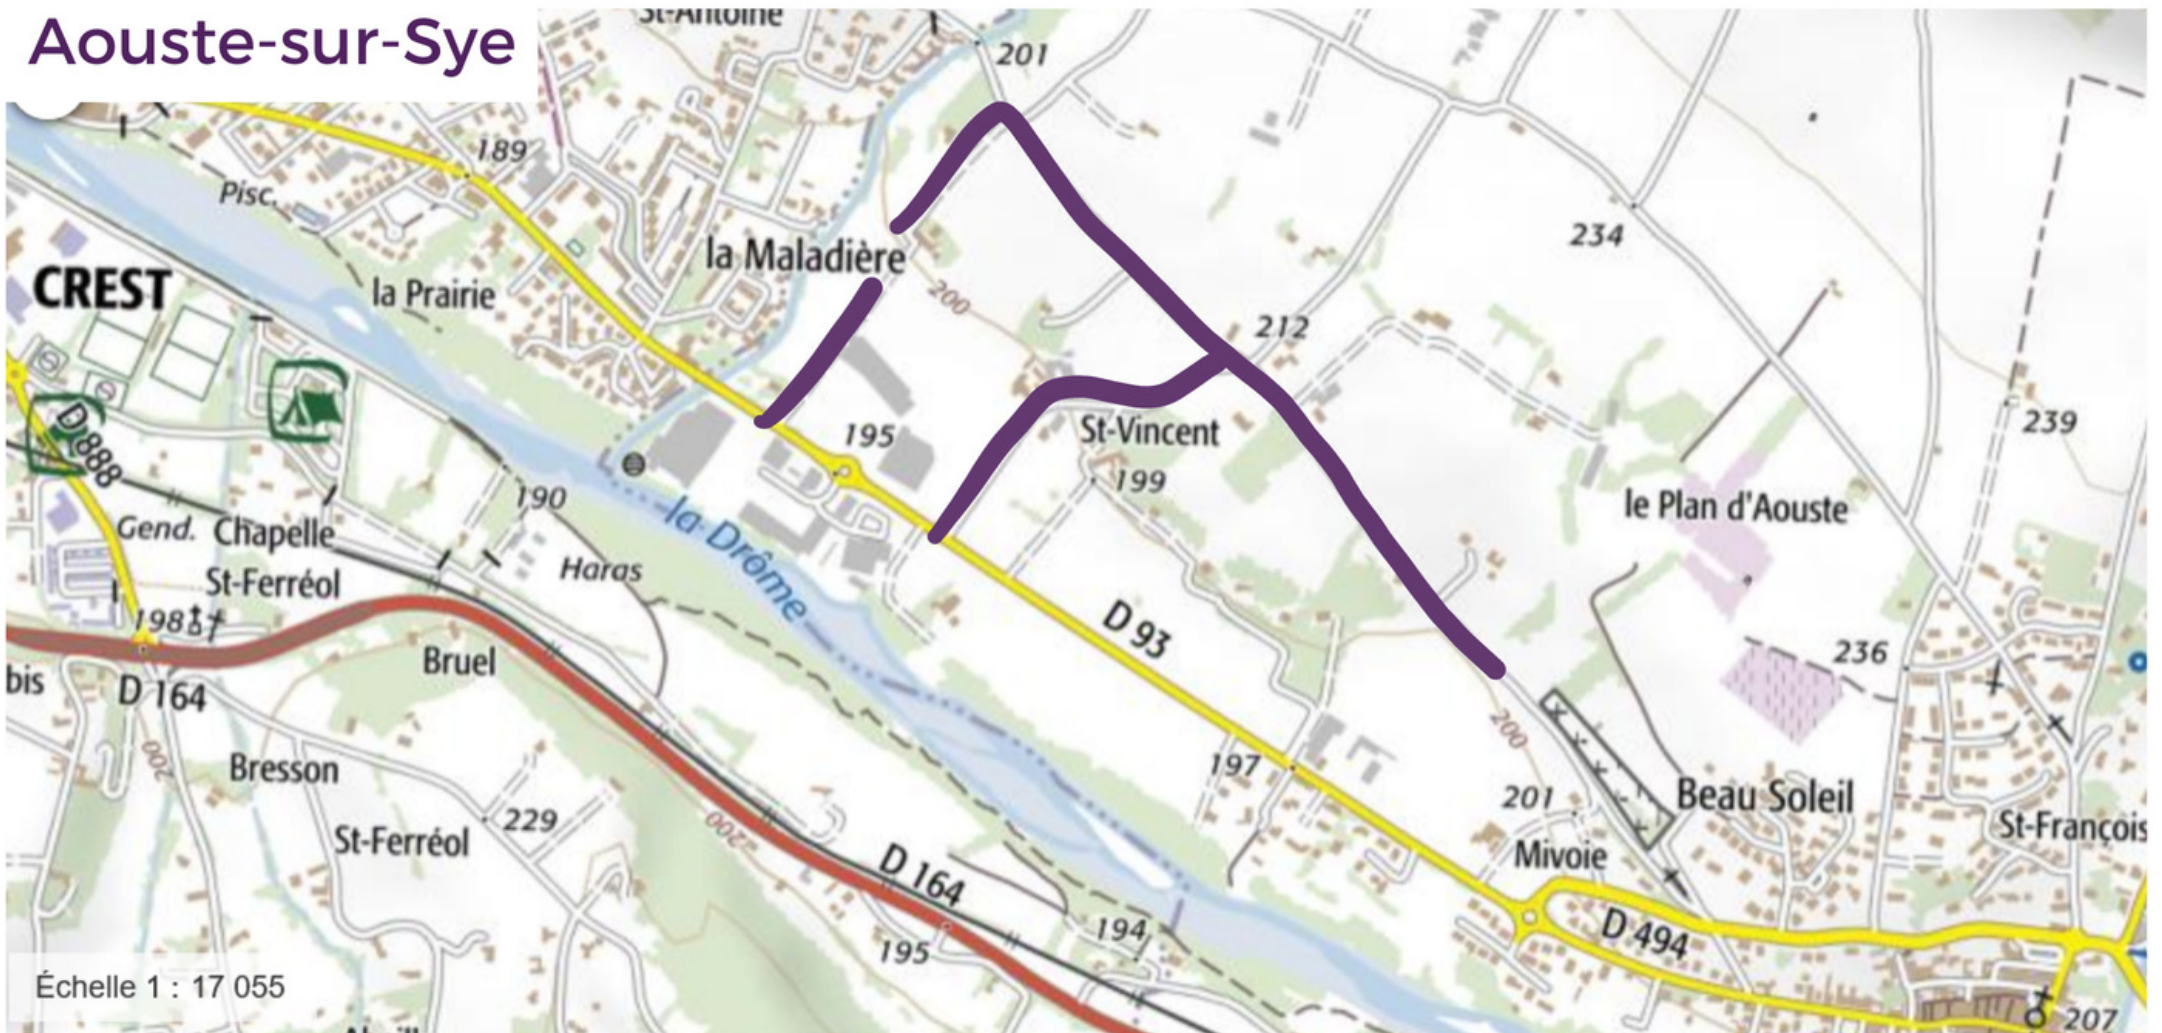 Aouste-sur-Sye
St-Antoine
201
189
Pisc.
la Maladière
234
CREST
la Prairie
200
212
239
D 888
195
St-Vincent
199
le Plan d'Aouste
190
la Drôme
Gend.
Chapelle
St-Ferréol
Haras
198
D 93
236
bis
D 164
Bruel
200
200
197
201
Beau Soleil
Bresson
229
St-Ferréol
200
Mivoie
St-François
D 164
195
194
D 494
Échelle 1 : 17 055
207